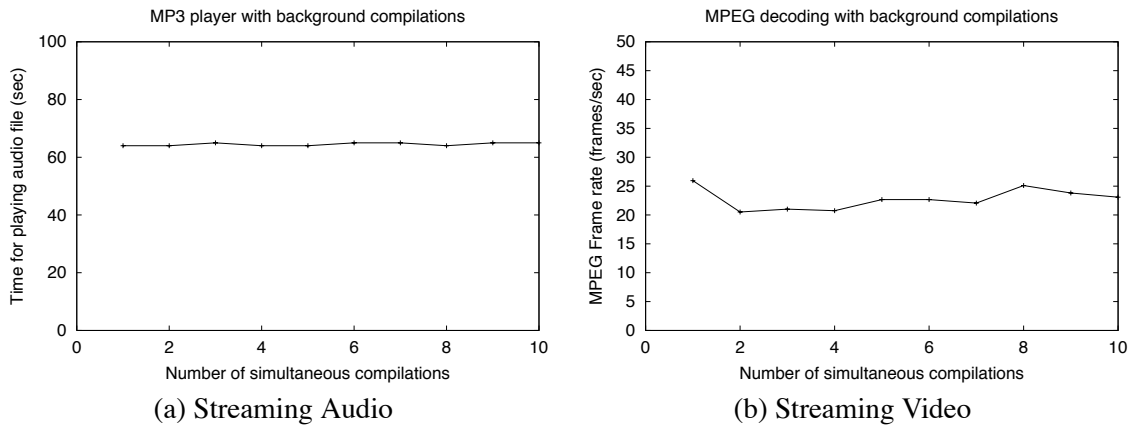 MP3 player with background compilations
Time for playing audio file (sec)
100
80
60
40
20
0
0 2 4 6 8 10
Number of simultaneous compilations
(a) Streaming Audio
MPEG decoding with background compilations
MPEG Frame rate (frames/sec)
50
45
40
35
30
25
20
15
10
5
0
0 2 4 6 8 10
Number of simultaneous compilations
(b) Streaming Video